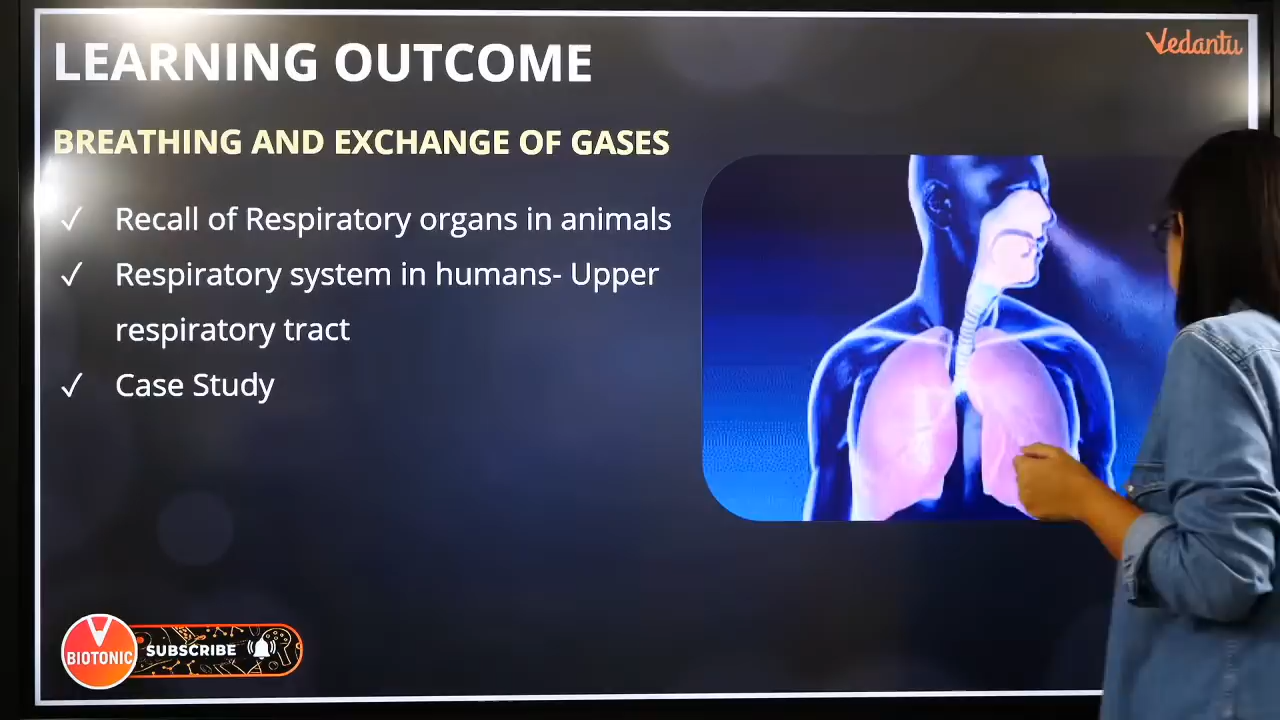 LEARNING OUTCOME
Vedantu
BREATHING AND EXCHANGE OF GASES
✓ Recall of Respiratory organs in animals
✓ Respiratory system in humans- Upper
respiratory tract
✓ Case Study
BIOTONIC
SUBSCRIBE